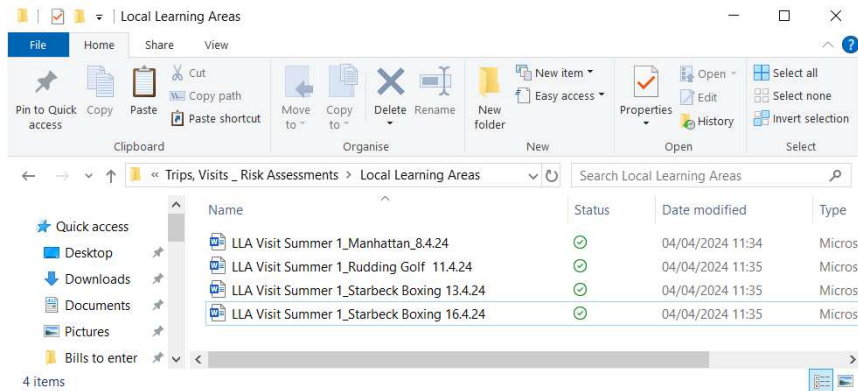 Local Learning Areas
File Home Share View
Pin to Quick access
Copy
Paste
Cut
Copy path
Paste shortcut
Clipboard
Move to
Copy to
Delete
Rename
Organise
New folder
New item
Easy access
New
Properties
Open
Edit
History
Open
Select all
Select none
Invert selection
Select
« Trips, Visits _ Risk Assessments > Local Learning Areas
Search Local Learning Areas
Quick access
Desktop
Downloads
Documents
Pictures
Bills to enter
Name Status Date modified Type
LLA Visit Summer 1_Manhattan_8.4.24 04/04/2024 11:34 Micros
LLA Visit Summer 1_Rudding Golf 11.4.24 04/04/2024 11:35 Micros
LLA Visit Summer 1_Starbeck Boxing 13.4.24 04/04/2024 11:35 Micros
LLA Visit Summer 1_Starbeck Boxing 16.4.24 04/04/2024 11:35 Micros
4 items